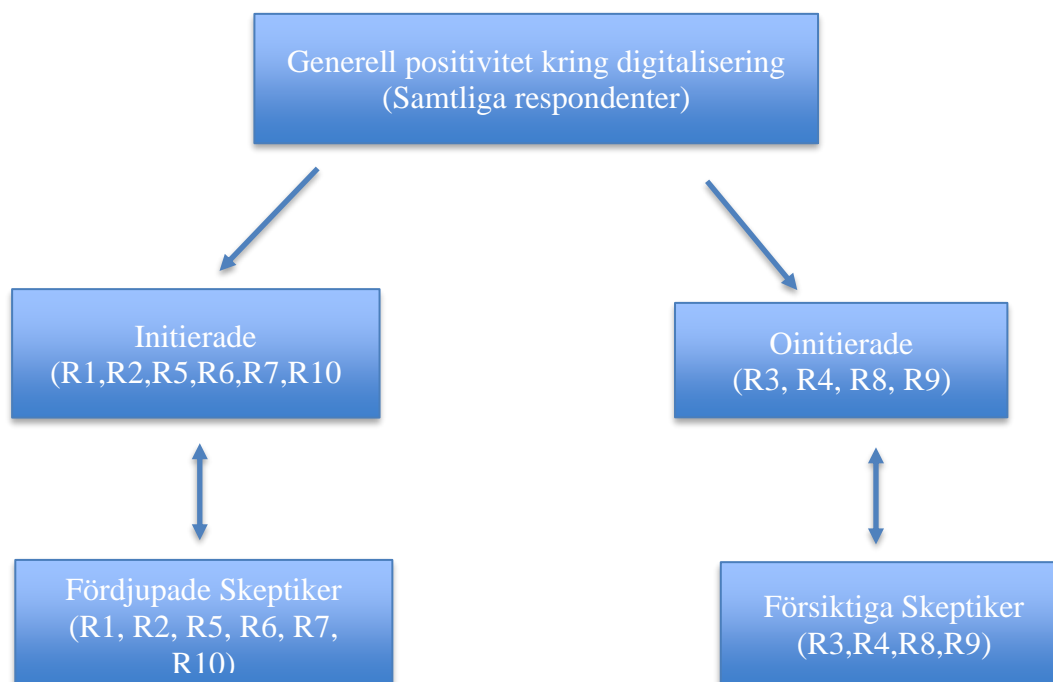 Generell positivitet kring digitalisering
(Samtliga respondenter)
Initierade
(R1,R2,R5,R6,R7,R10
Oinitierade
(R3, R4, R8, R9)
Fördjupade Skeptiker
(R1, R2, R5, R6, R7,
R10)
Försiktiga Skeptiker
(R3,R4,R8,R9)